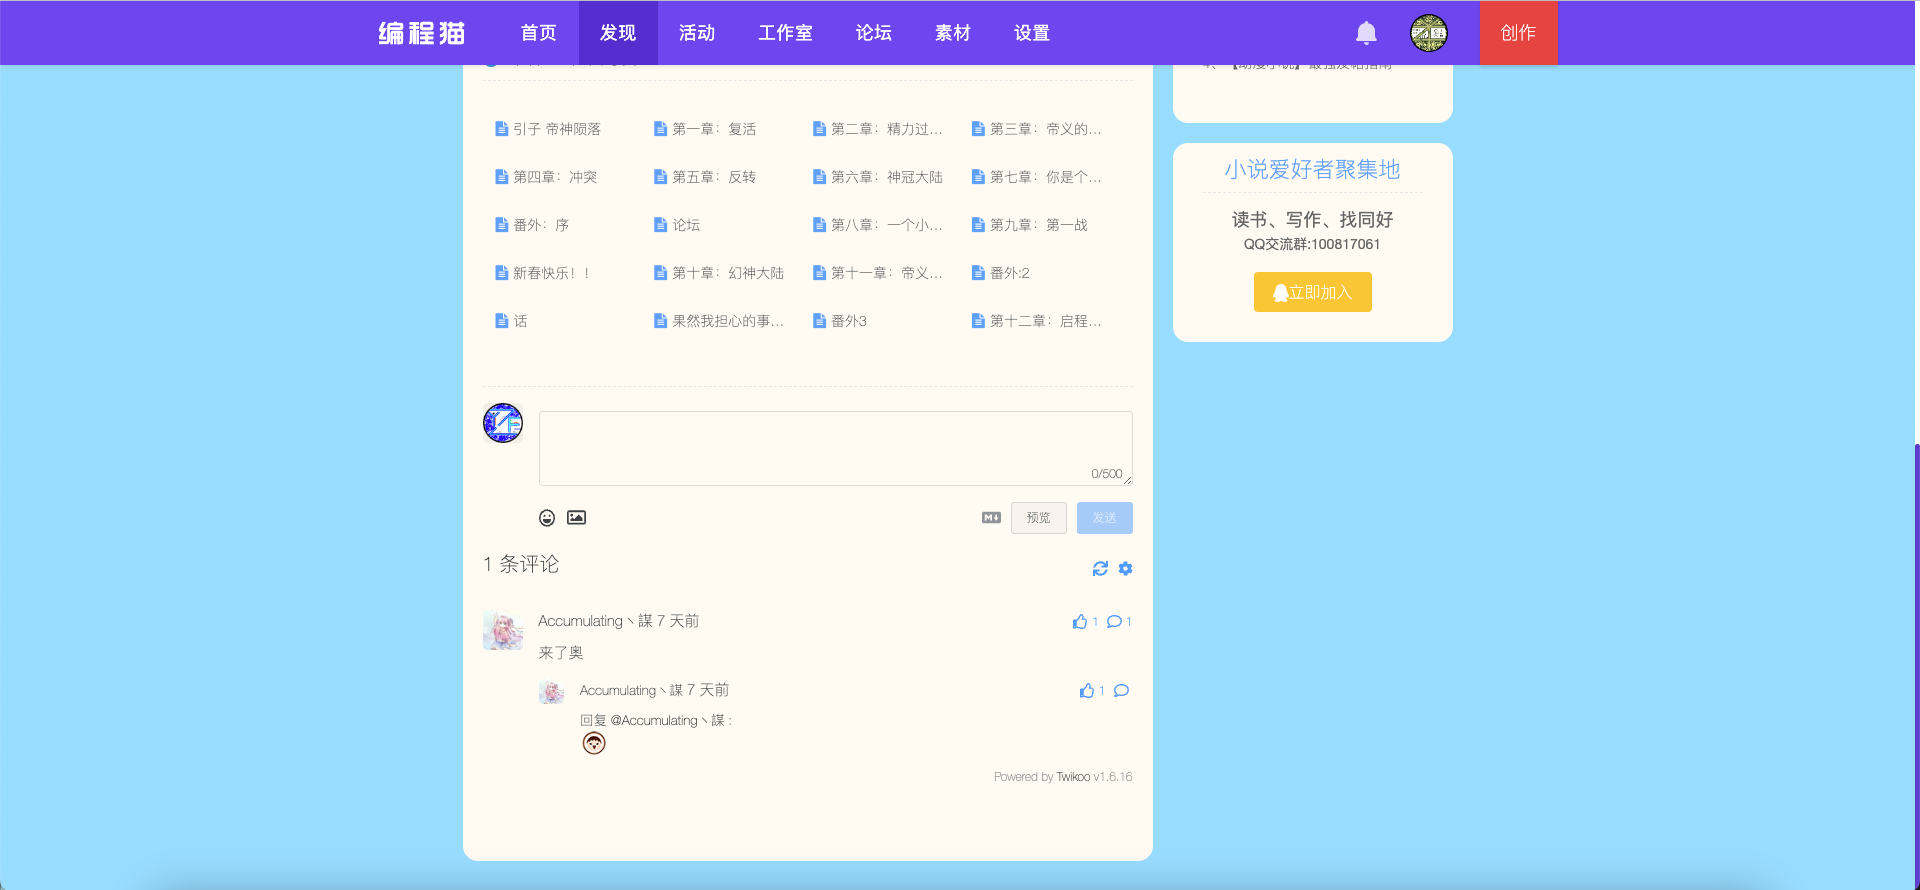 编程猫 首页 发现 活动 工作室 论坛 素材 设置 创作
引子 帝神陨落 第一章：复活 第二章：精力过... 第三章：帝义的...
第四章：冲突 第五章：反转 第六章：神冠大陆 第七章：你是个...
番外：序 论坛 第八章：一个小... 第九章：第一战
新春快乐！！ 第十章：幻神大陆 第十一章：帝义... 番外:2
话 果然我担心的事... 番外3 第十二章：启程...
0/500
M↓ 预览 发送
1 条评论
Accumulating丶謀 7 天前 1 1
来了奥
Accumulating丶謀 7 天前 1
回复 @Accumulating丶謀 :
Powered by Twikoo v1.6.16
小说爱好者聚集地
读书、写作、找同好
QQ交流群:100817061
立即加入